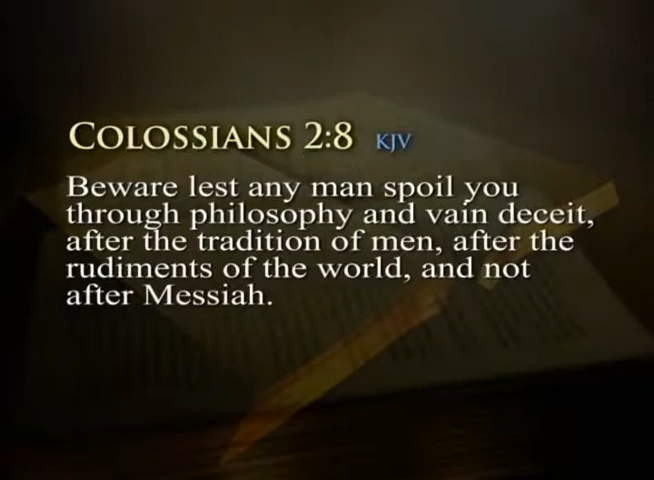 Colossians 2:8 KJV
Beware lest any man spoil you
through philosophy and vain deceit,
after the tradition of men, after the
rudiments of the world, and not
after Messiah.